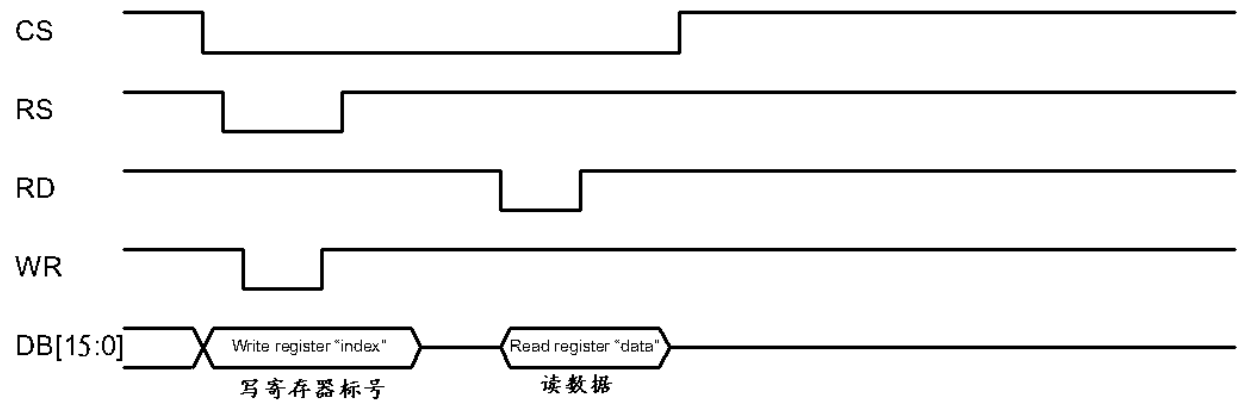 CS
RS
RD
WR
DB[15:0]
Write register "index"
Read register "data"
写寄存器标号
读数据